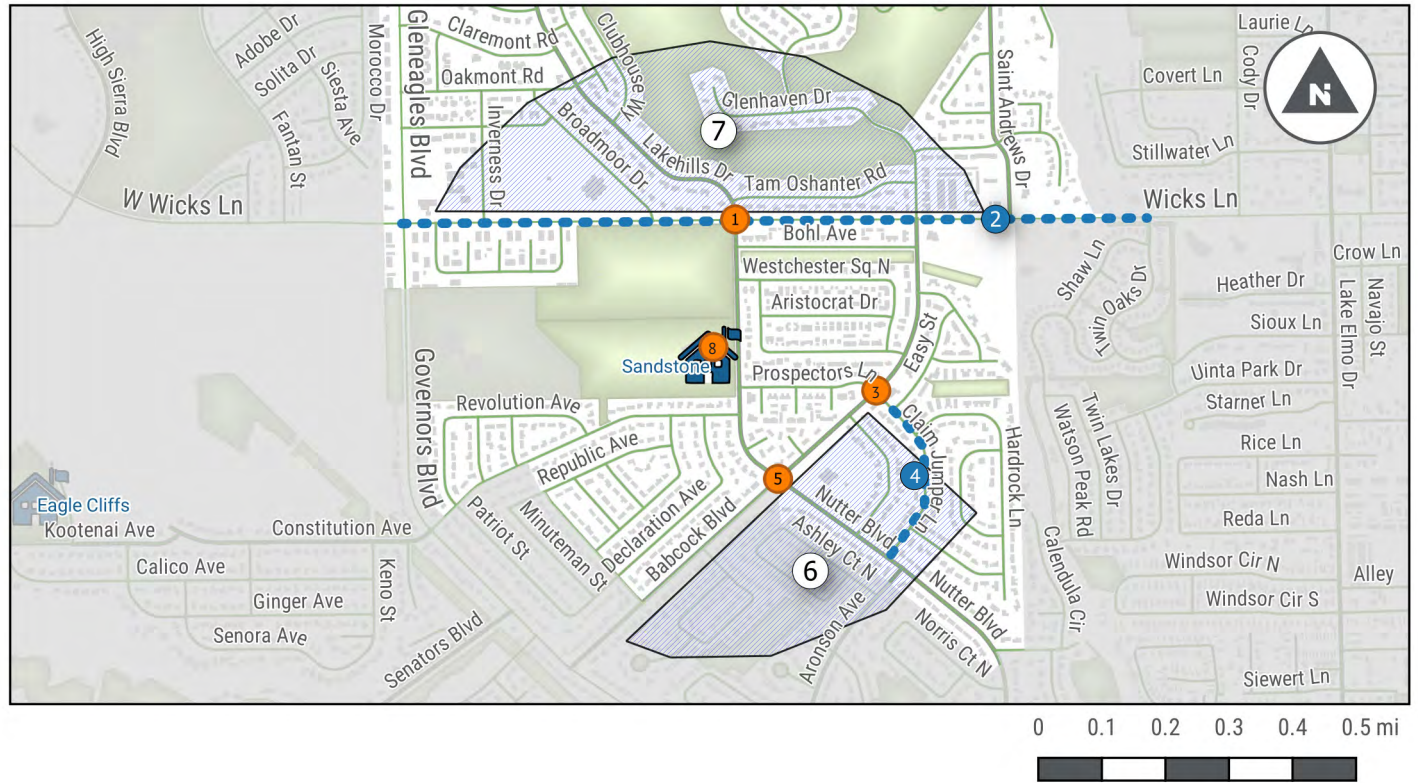 High Sierra Blvd
Adobe Dr
Solita Dr
Siesta Ave
Fantan St
Morocco Dr
Gleneagles Blvd
Claremont Rd
Oakmont Rd
Inverness Dr
Clubhouse Wy
Broadmoor Dr
Lakehills Dr
Glenhaven Dr
7
Tam Oshanter Rd
Saint Andrews Dr
Laurie Ln
Cody Dr
Covert Ln
N
Stillwater Ln
W Wicks Ln
Wicks Ln
1
2
Bohl Ave
Westchester Sq N
Aristocrat Dr
Easy St
Shaw Ln
Twin Oaks Dr
Crow Ln
Heather Dr
Sioux Ln
Lake Elmo Dr
Navajo St
8
Sandstone
Prospectors Ln
3
Uinta Park Dr
Starner Ln
Governors Blvd
Revolution Ave
Republic Ave
Claim Jumper Ln
Hardrock Ln
Twin Lakes Dr
Watson Peak Rd
Rice Ln
Nash Ln
Reda Ln
4
5
Eagle Cliffs
Kootenai Ave
Constitution Ave
Patriot St
Minuteman St
Declaration Ave
Babcock Blvd
Nutter Blvd
Ashley Ct N
6
Calico Ave
Ginger Ave
Senora Ave
Keno St
Senators Blvd
Aronson Ave
Nutter Blvd
Norris Ct N
Calendula Cir
Windsor Cir N
Windsor Cir S
Alley
Siewert Ln
0 0.1 0.2 0.3 0.4 0.5 mi